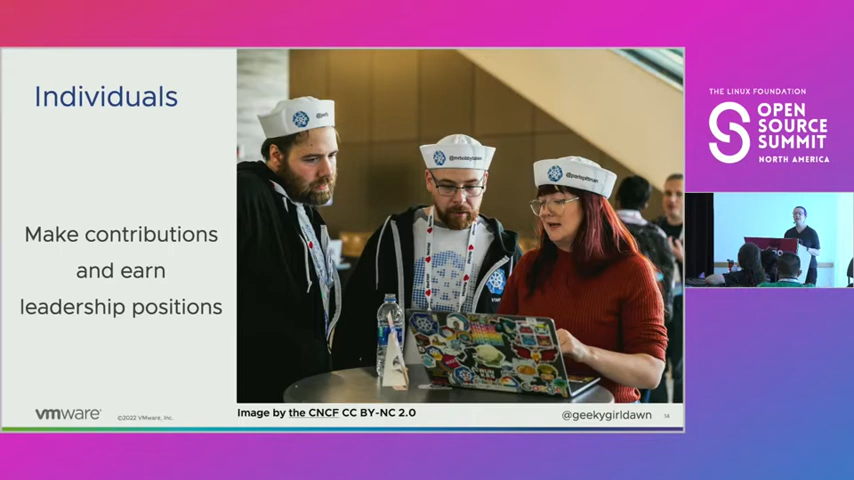 Individuals
Make contributions
and earn
leadership positions
@mrbobbytables
vmware®
©2022 VMware, Inc.
Image by the CNCF CC BY-NC 2.0
@geekygirldawn
14
THE LINUX FOUNDATION
OPEN
SOURCE
SUMMIT
NORTH AMERICA